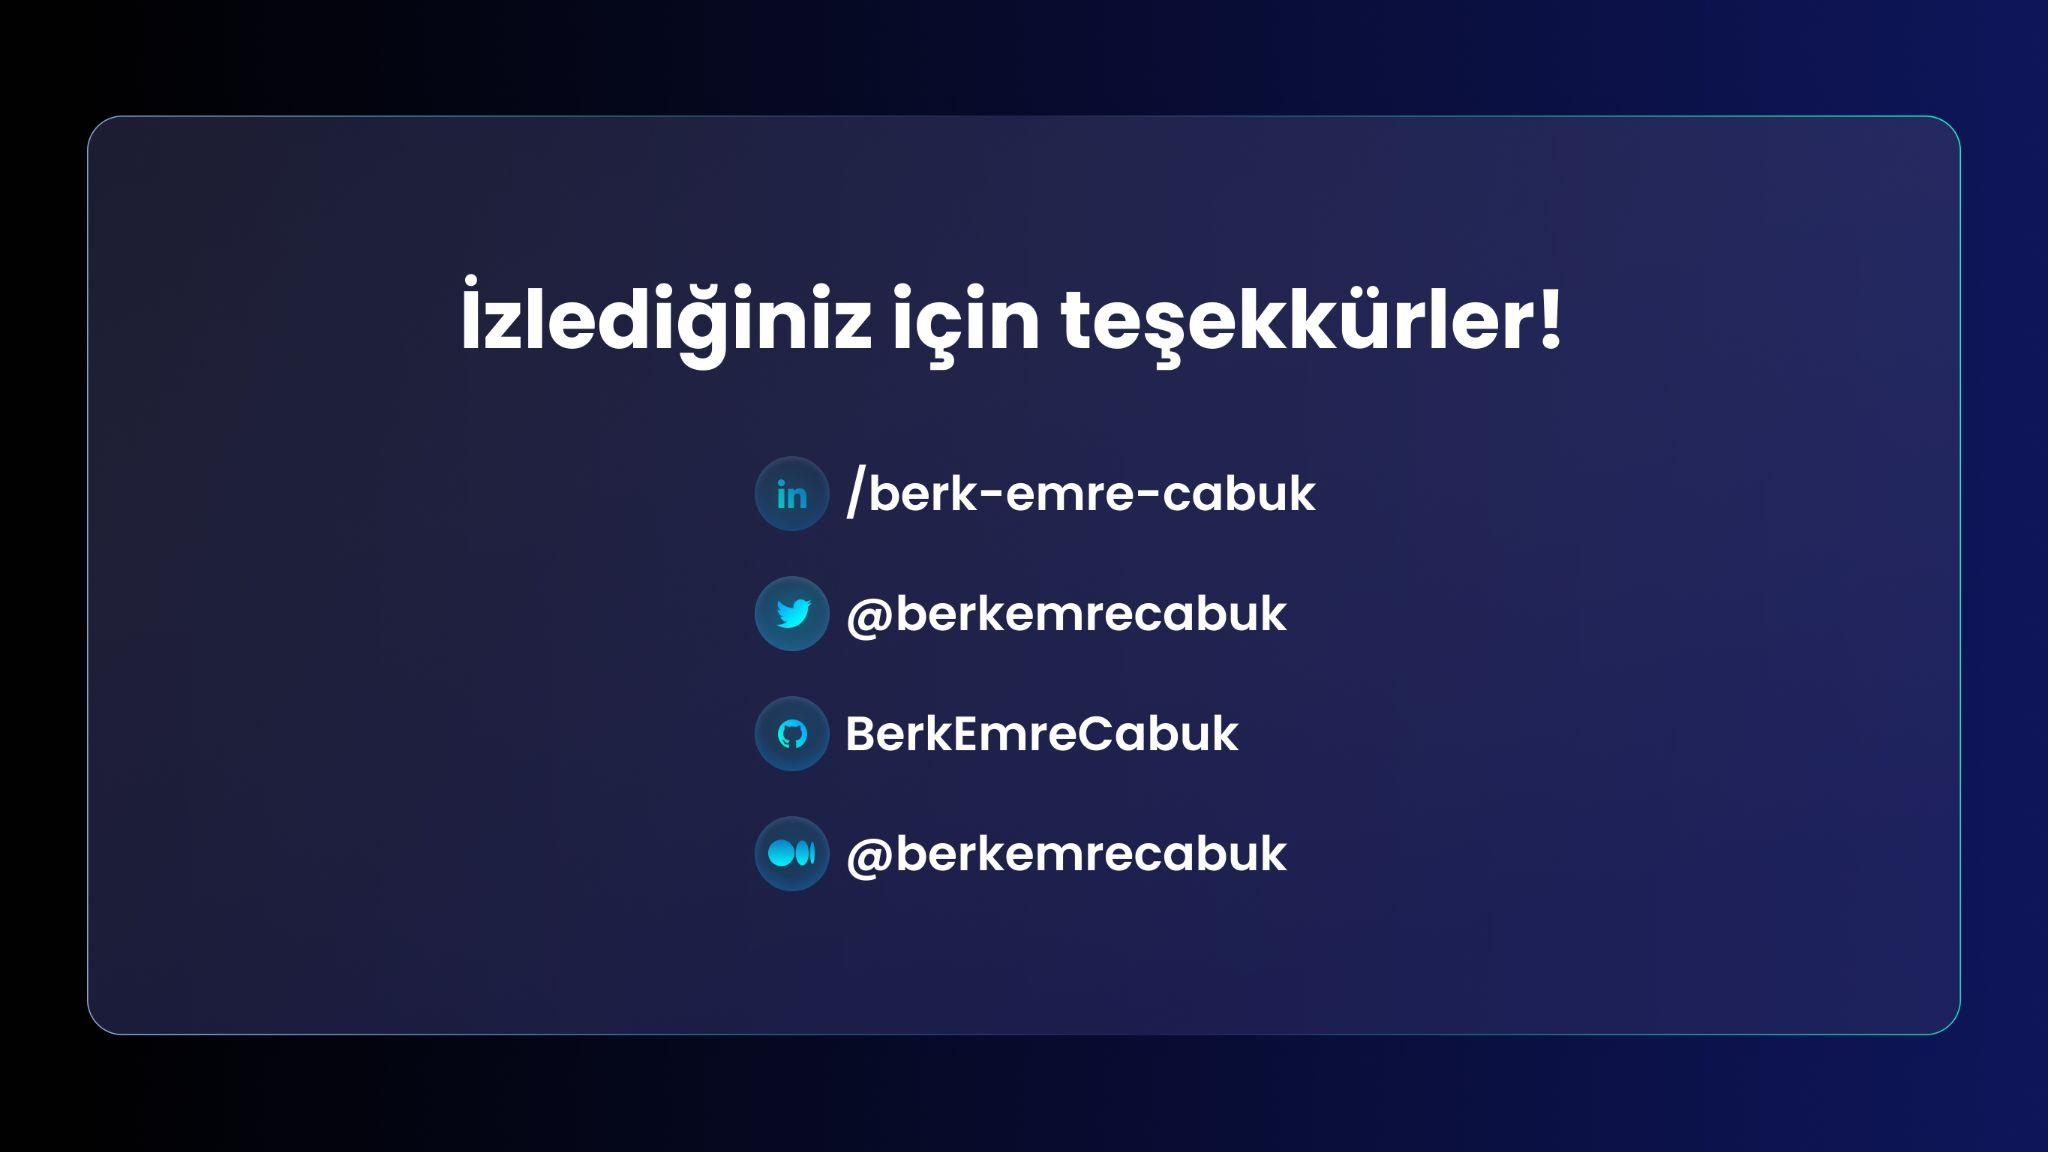 İzlediğiniz için teşekkürler!
in /berk-emre-cabuk
@berkemrecabuk
BerkEmreCabuk
@berkemrecabuk